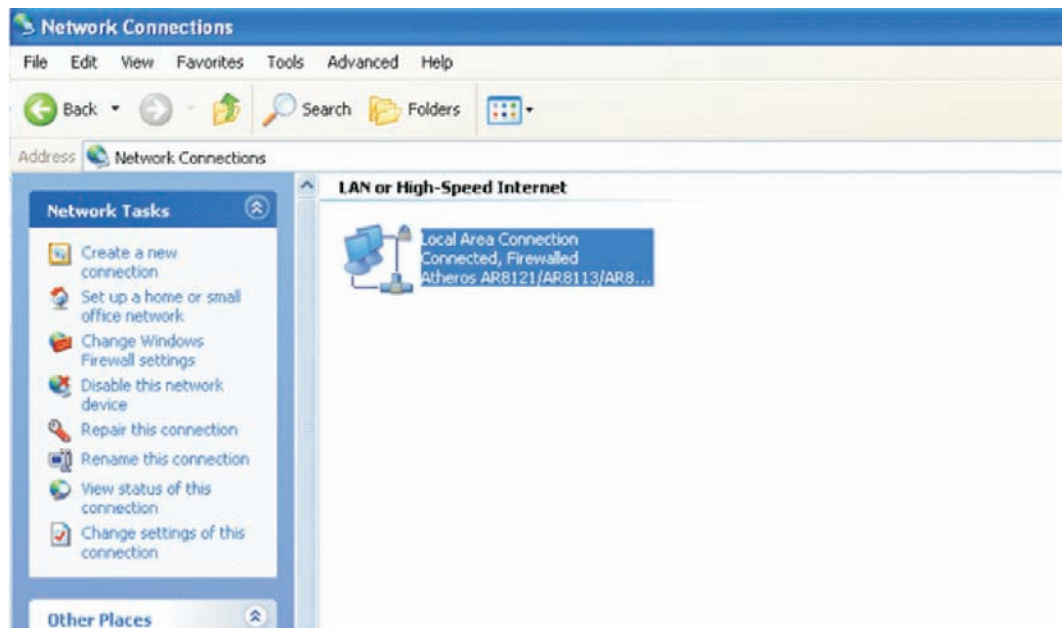 Network Connections
File Edit View Favorites Tools Advanced Help
Back Search Folders
Address Network Connections
Network Tasks
Create a new
connection
Set up a home or small
office network
Change Windows
Firewall settings
Disable this network
device
Repair this connection
Rename this connection
View status of this
connection
Change settings of this
connection
Other Places
LAN or High-Speed Internet
Local Area Connection
Connected, Firewalled
Atheros AR8121/AR8113/AR8...